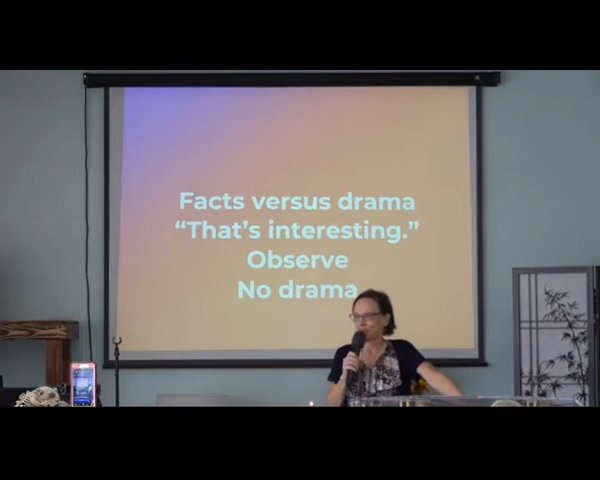 Facts versus drama
“That’s interesting.”
Observe
No drama